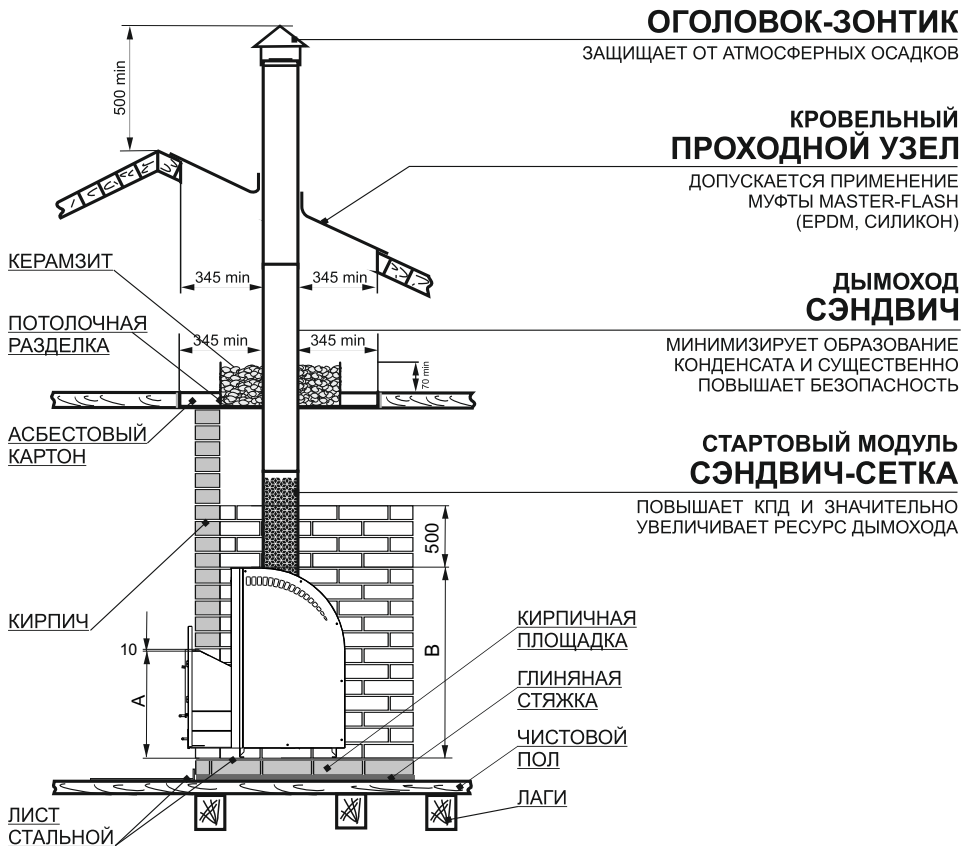 ОГОЛОВОК-ЗОНТИК
ЗАЩИЩАЕТ ОТ АТМОСФЕРНЫХ ОСАДКОВ
500 min
КРОВЕЛЬНЫЙ
ПРОХОДНОЙ УЗЕЛ
ДОПУСКАЕТСЯ ПРИМЕНЕНИЕ
МУФТЫ MASTER-FLASH
(EPDM, СИЛИКОН)
КЕРАМЗИТ
345 min
345 min
ДЫМОХОД
СЭНДВИЧ
МИНИМИЗИРУЕТ ОБРАЗОВАНИЕ
КОНДЕНСАТА И СУЩЕСТВЕННО
ПОВЫШАЕТ БЕЗОПАСНОСТЬ
ПОТОЛОЧНАЯ
РАЗДЕЛКА
345 min
345 min
70 min
АСБЕСТОВЫЙ
КАРТОН
СТАРТОВЫЙ МОДУЛЬ
СЭНДВИЧ-СЕТКА
ПОВЫШАЕТ КПД И ЗНАЧИТЕЛЬНО
УВЕЛИЧИВАЕТ РЕСУРС ДЫМОХОДА
500
КИРПИЧ
10
A
B
КИРПИЧНАЯ
ПЛОЩАДКА
ГЛИНЯНАЯ
СТЯЖКА
ЧИСТОВОЙ
ПОЛ
ЛАГИ
ЛИСТ
СТАЛЬНОЙ